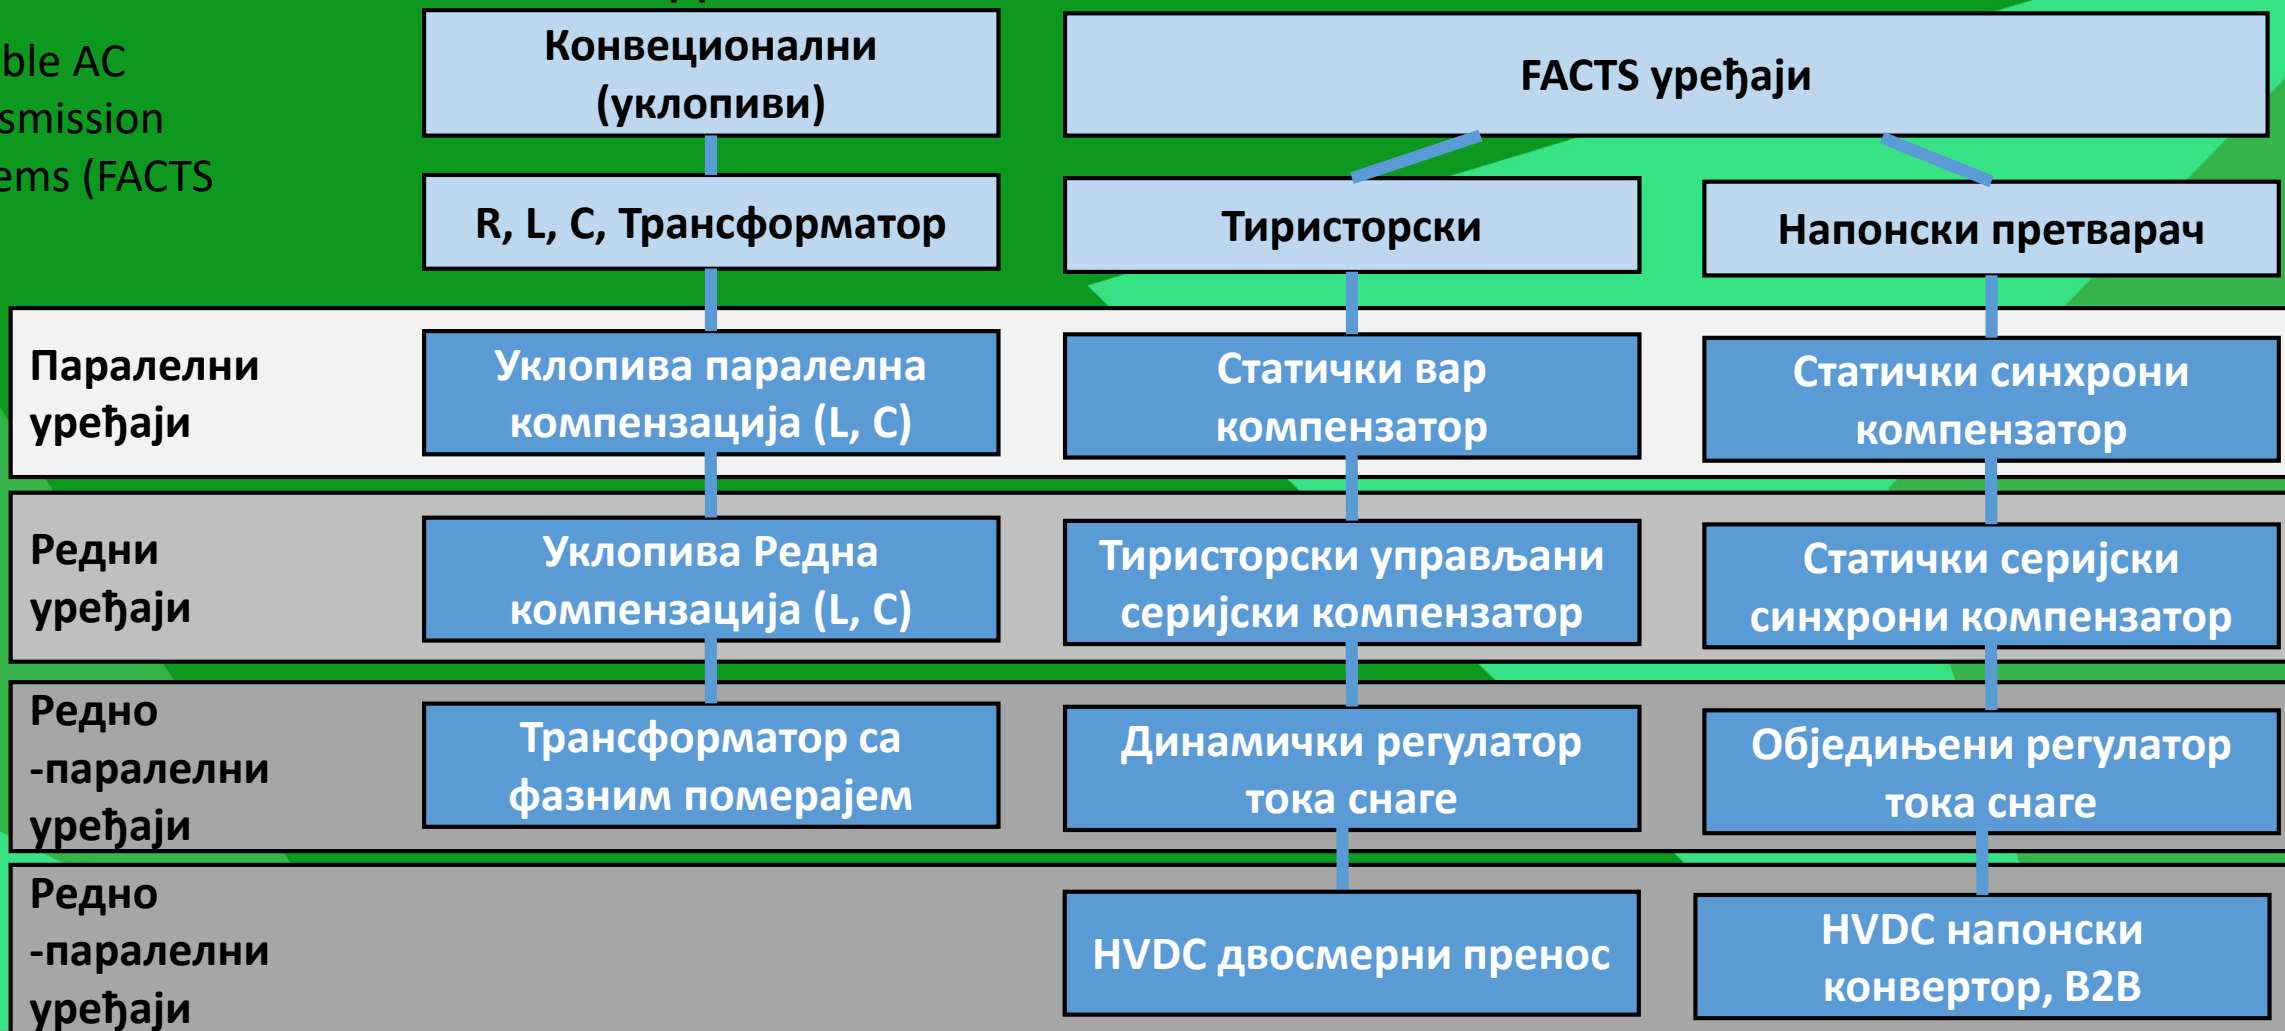 ble AC
smission
ems (FACTS
Конвеционални
(уклопиви)
FACTS уређаји
R, L, C, Трансформатор
Тиристорски
Напонски претварач
Паралелни
уређаји
Уклопива паралелна
компензација (L, C)
Статички вар
компензатор
Статички синхрони
компензатор
Редни
уређаји
Уклопива Редна
компензација (L, C)
Тиристорски управљани
серијски компензатор
Статички серијски
синхрони компензатор
Редно
-паралелни
уређаји
Трансформатор са
фазним померајем
Динамички регулатор
тока снаге
Обједињени регулатор
тока снаге
Редно
-паралелни
уређаји
HVDC двосмерни пренос
HVDC напонски
конвертор, B2B